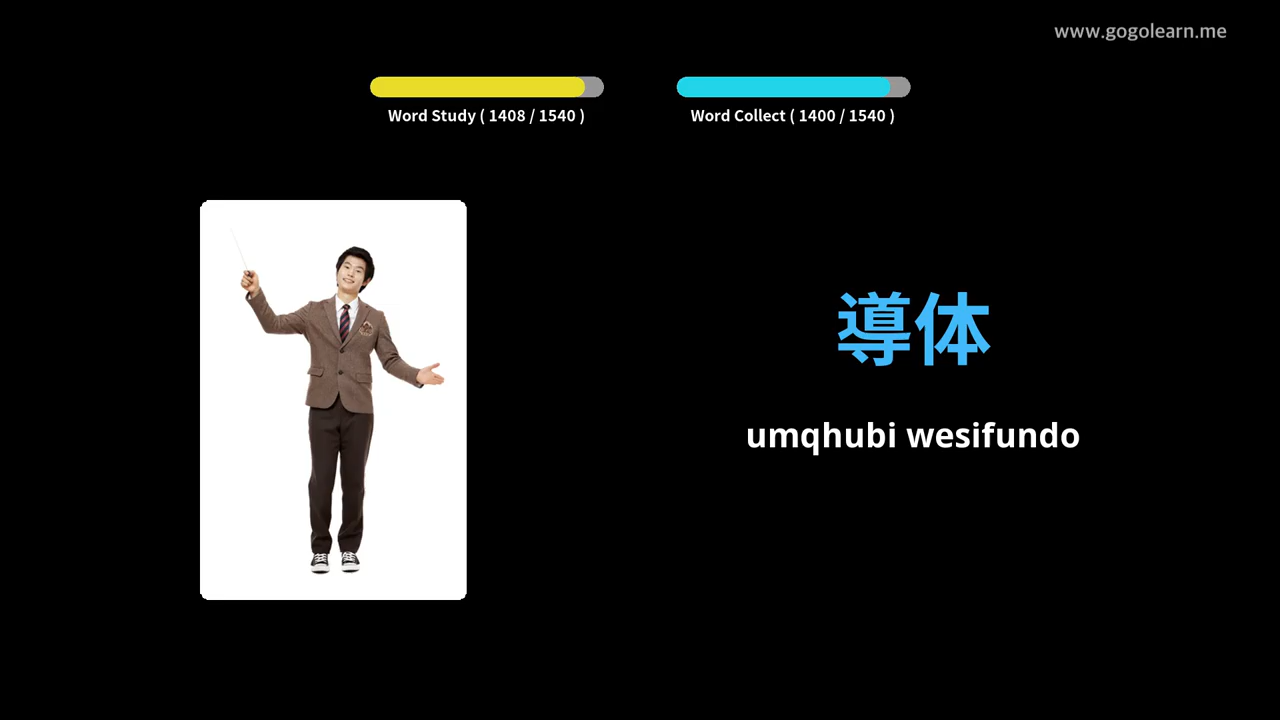 www.gogolearn.me
Word Study ( 1408 / 1540 )
Word Collect ( 1400 / 1540 )
導体
umqhubi wesifundo